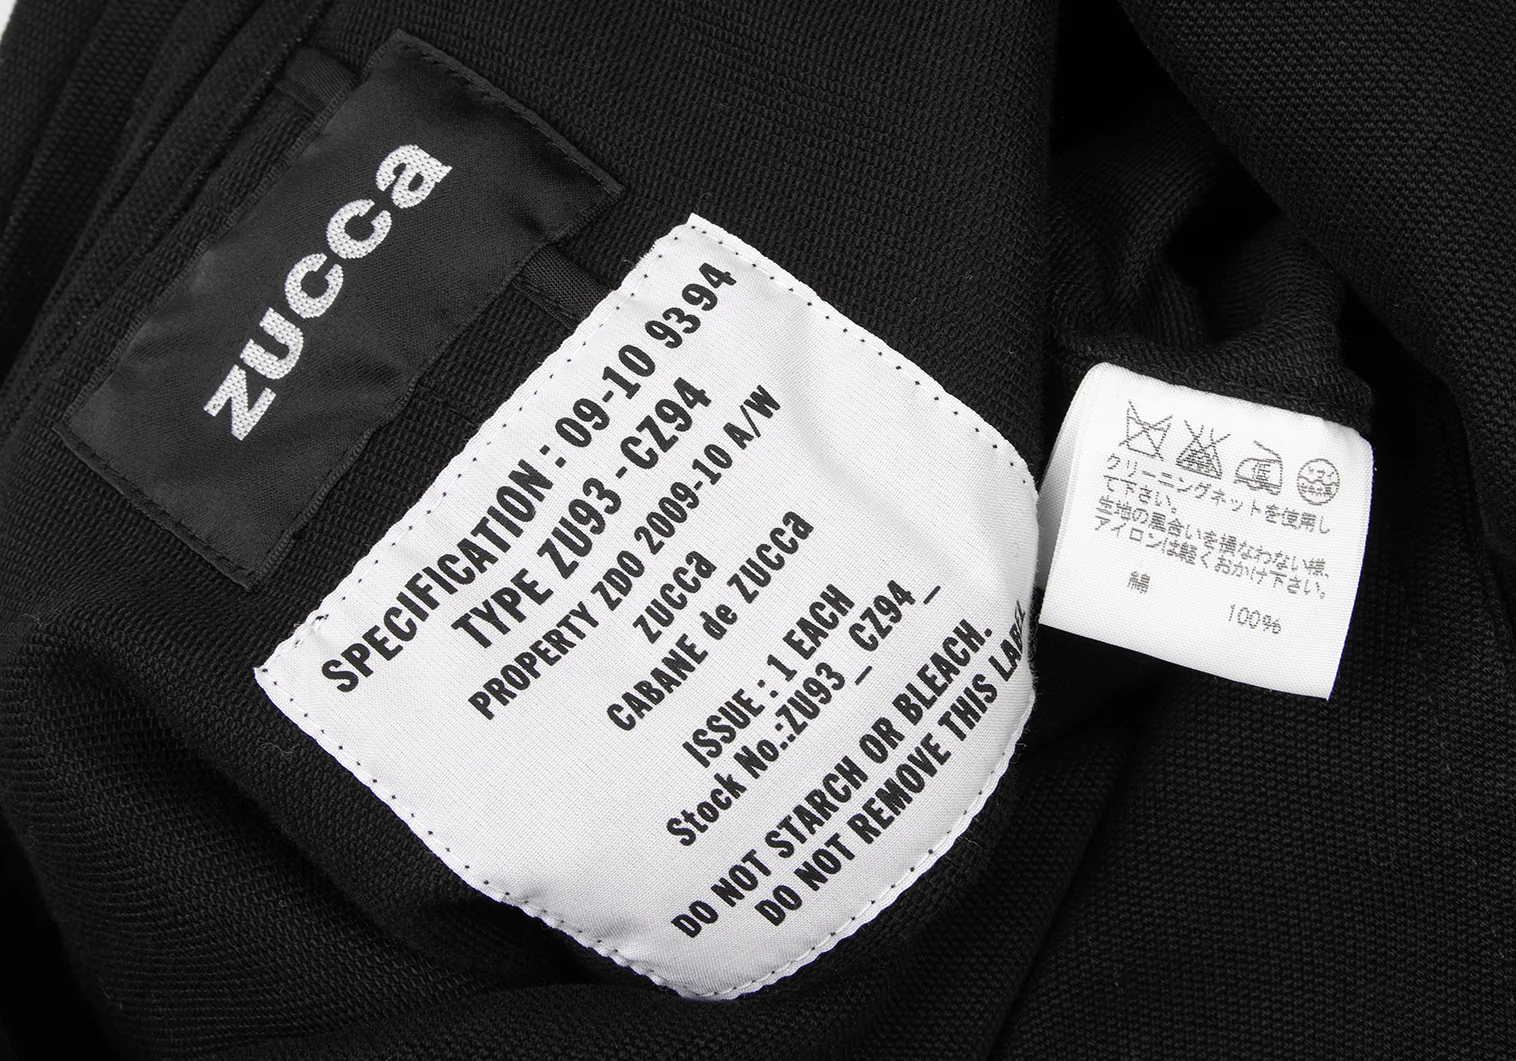 zucca
SPECIFICATION : 09-10 9394
TYPE ZU93-CZ94
PROPERTY ZDO 2009-10 A/W
ZUCCa
CABANE de ZUCCa
ISSUE : 1 EACH
Stock No.:ZU93_CZ94_
DO NOT STARCH OR BLEACH.
DO NOT REMOVE THIS LABEL
クリーニングネットを使用し
て下さい。
生地の風合いを損なわない様、
アイロンは軽くおかけ下さい。
綿 100%